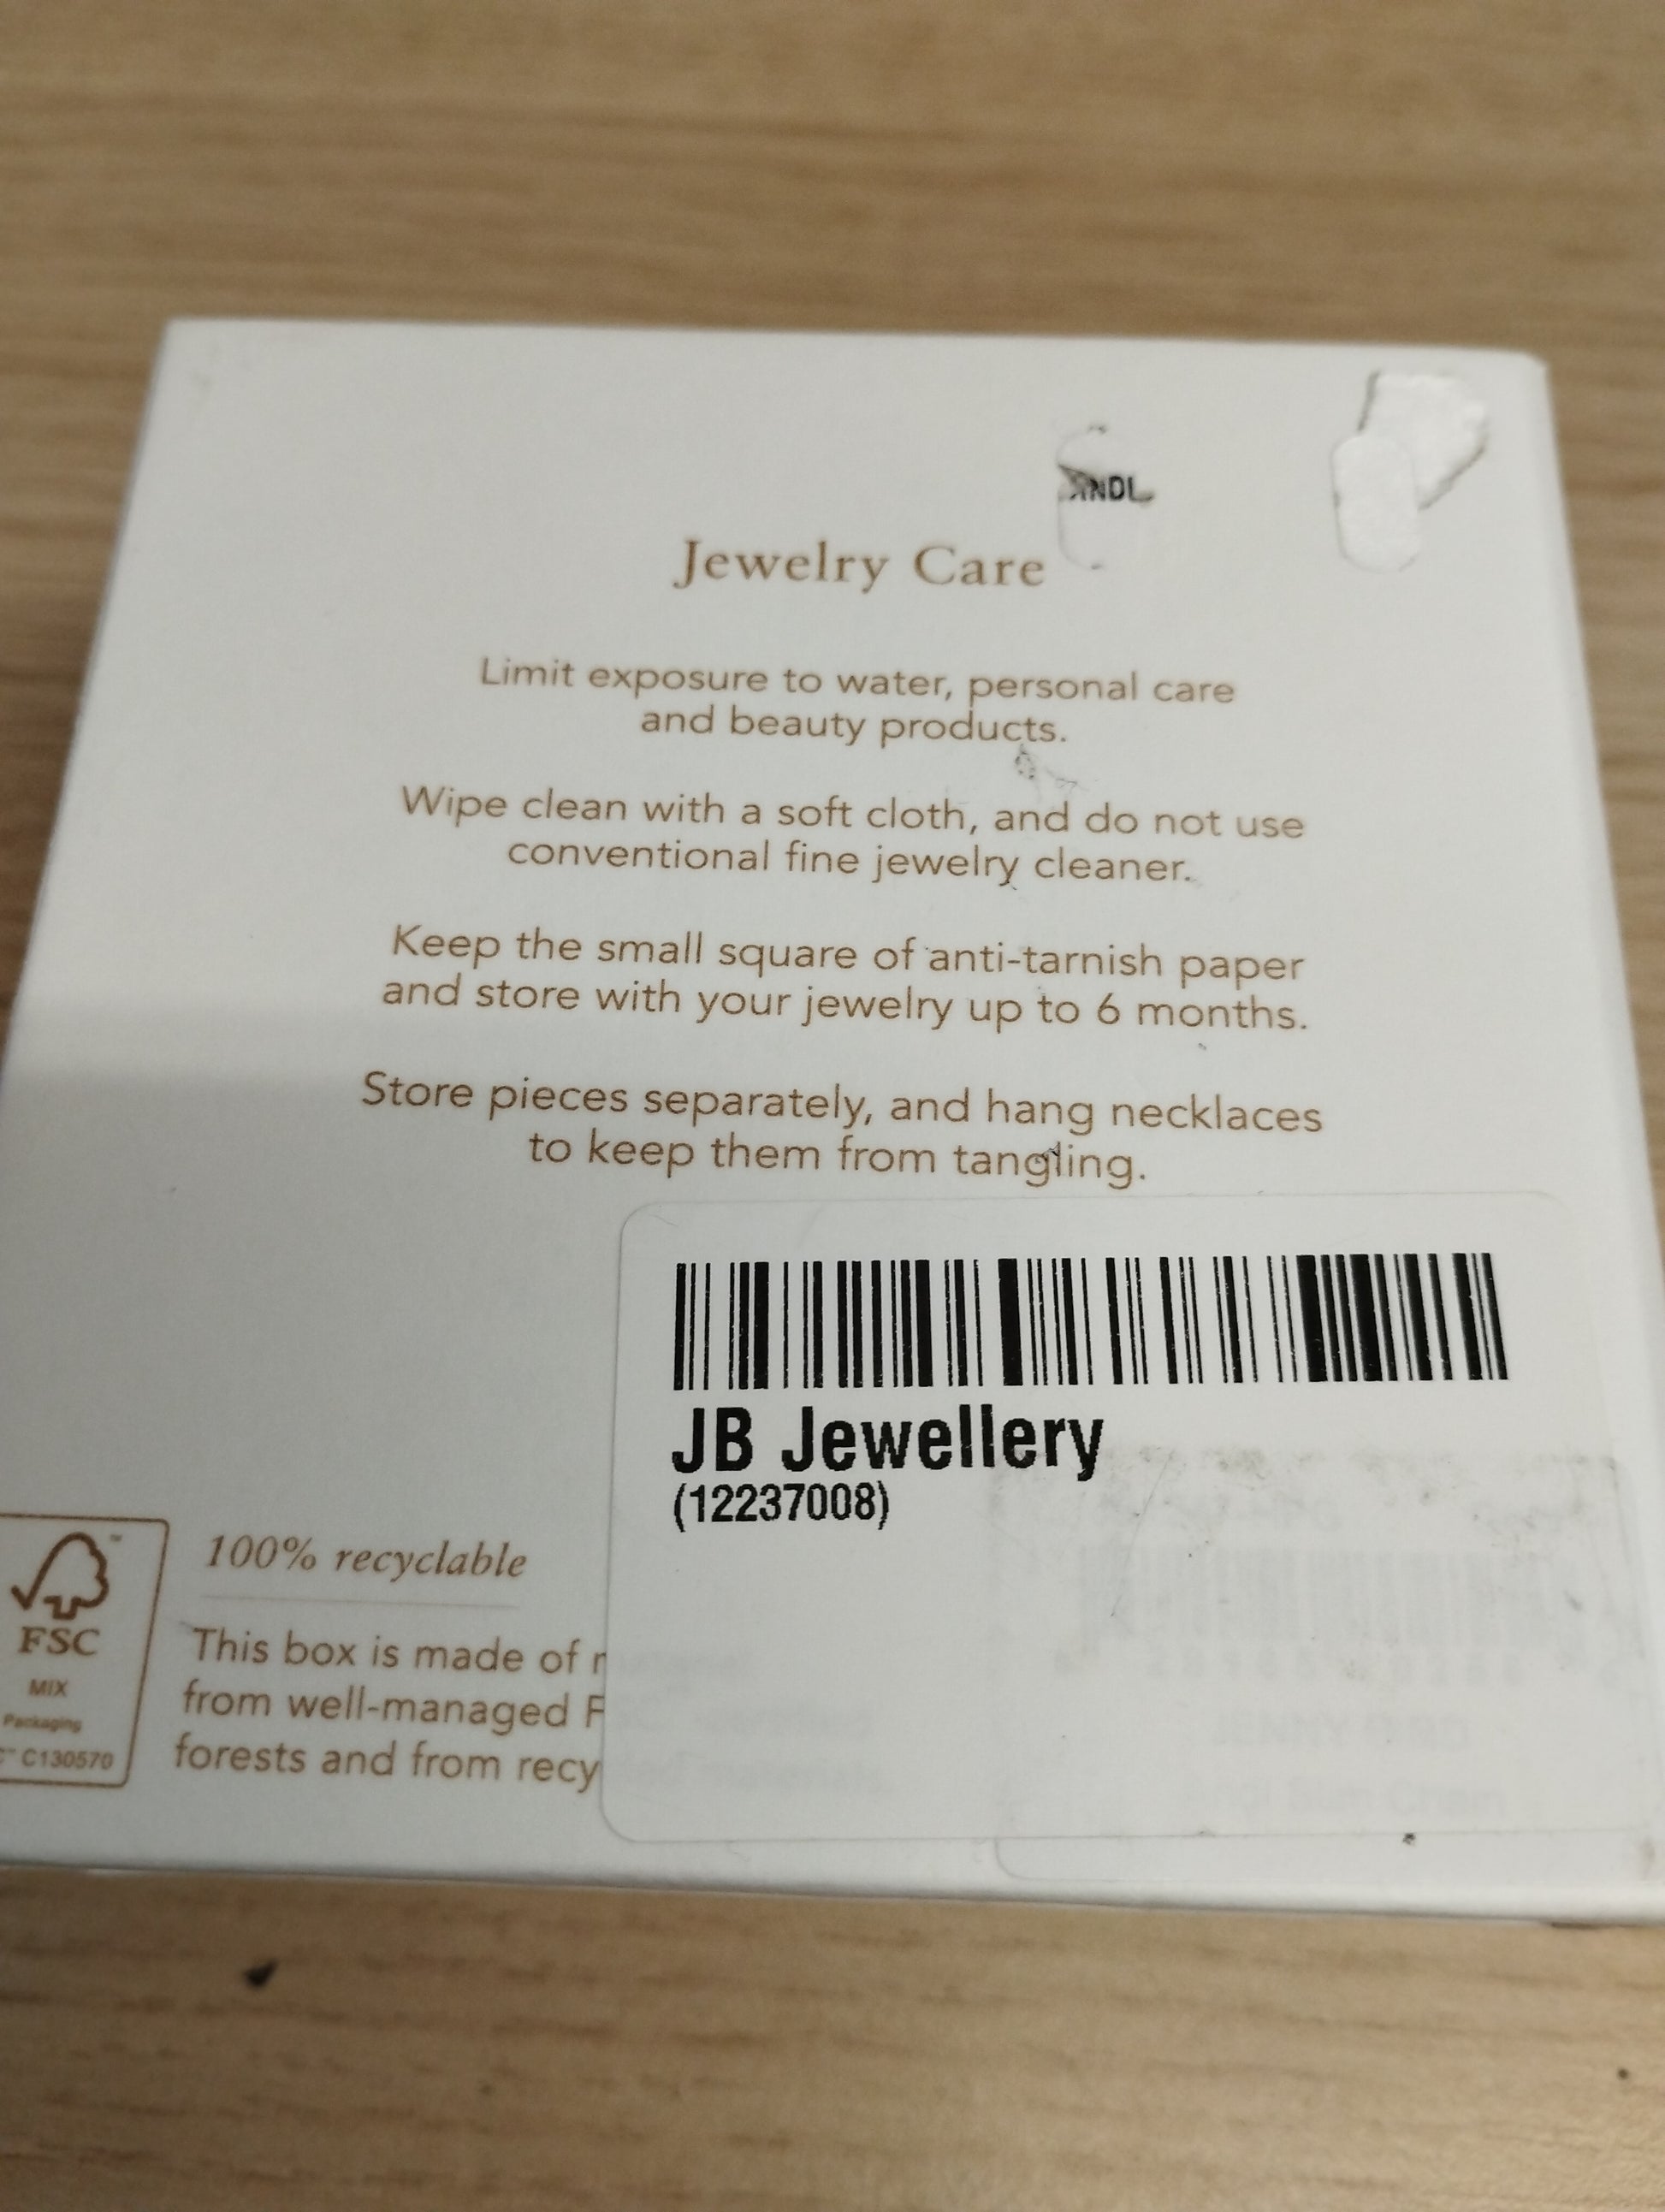 Jewelry Care
Limit exposure to water, personal care
and beauty products.
Wipe clean with a soft cloth, and do not use
conventional fine jewelry cleaner.
Keep the small square of anti-tarnish paper
and store with your jewelry up to 6 months.
Store pieces separately, and hang necklaces
to keep them from tangling.
JB Jewellery
(12237008)
100% recyclable
This box is made of
from well-managed
forests and from recy
FSC
MIX
Packaging
C130570
JENNY BIRD